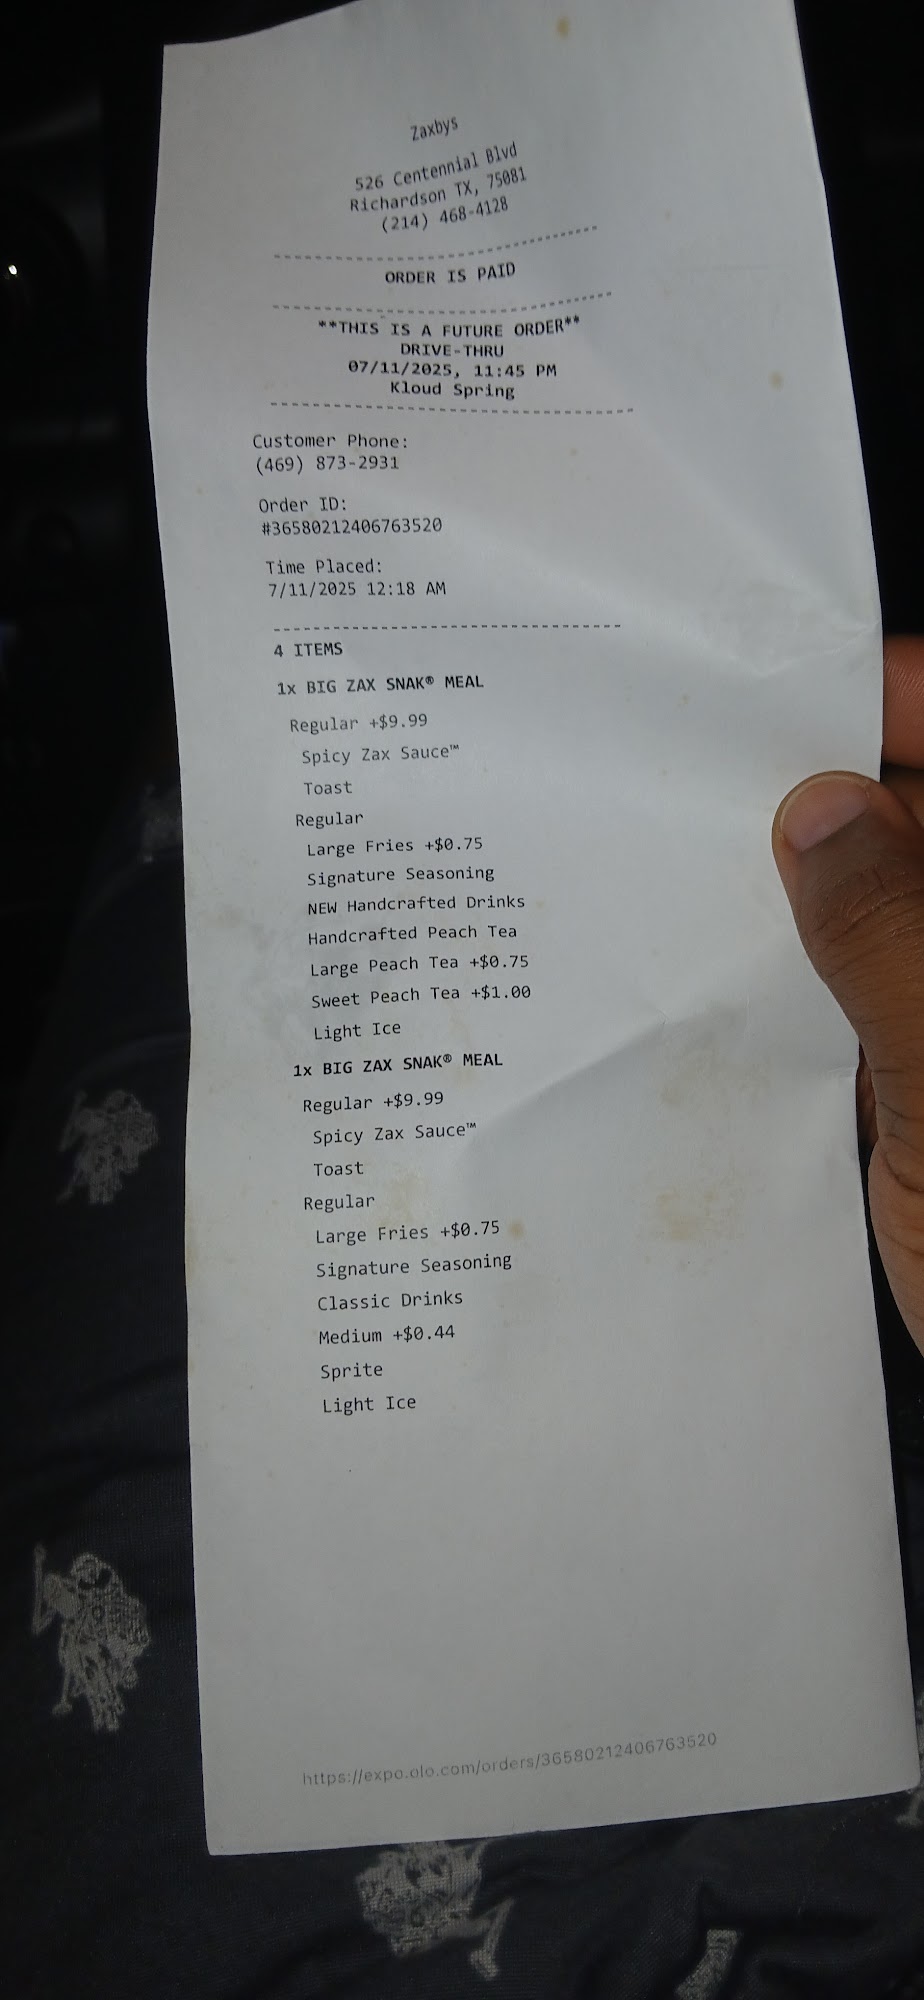 Zaxbys
526 Centennial Blvd
Richardson TX, 75081
(214) 468-4128
--------------------------------
ORDER IS PAID
--------------------------------
**THIS IS A FUTURE ORDER**
DRIVE-THRU
07/11/2025, 11:45 PM
Kloud Spring
--------------------------------
Customer Phone:
(469) 873-2931
Order ID:
#36580212406763520
Time Placed:
7/11/2025 12:18 AM
--------------------------------
4 ITEMS
1x BIG ZAX SNAK® MEAL
Regular +$9.99
Spicy Zax Sauce™
Toast
Regular
Large Fries +$0.75
Signature Seasoning
NEW Handcrafted Drinks
Handcrafted Peach Tea
Large Peach Tea +$0.75
Sweet Peach Tea +$1.00
Light Ice
1x BIG ZAX SNAK® MEAL
Regular +$9.99
Spicy Zax Sauce™
Toast
Regular
Large Fries +$0.75
Signature Seasoning
Classic Drinks
Medium +$0.44
Sprite
Light Ice
https://expo.olo.com/orders/36580212406763520